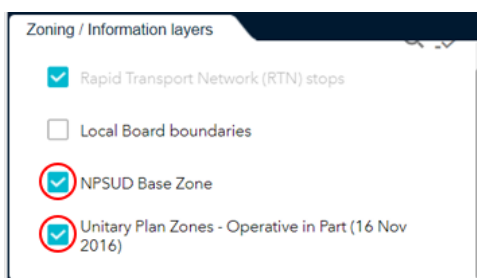 Zoning / Information layers
Rapid Transport Network (RTN) stops
Local Board boundaries
NPSUD Base Zone
Unitary Plan Zones - Operative in Part (16 Nov
2016)